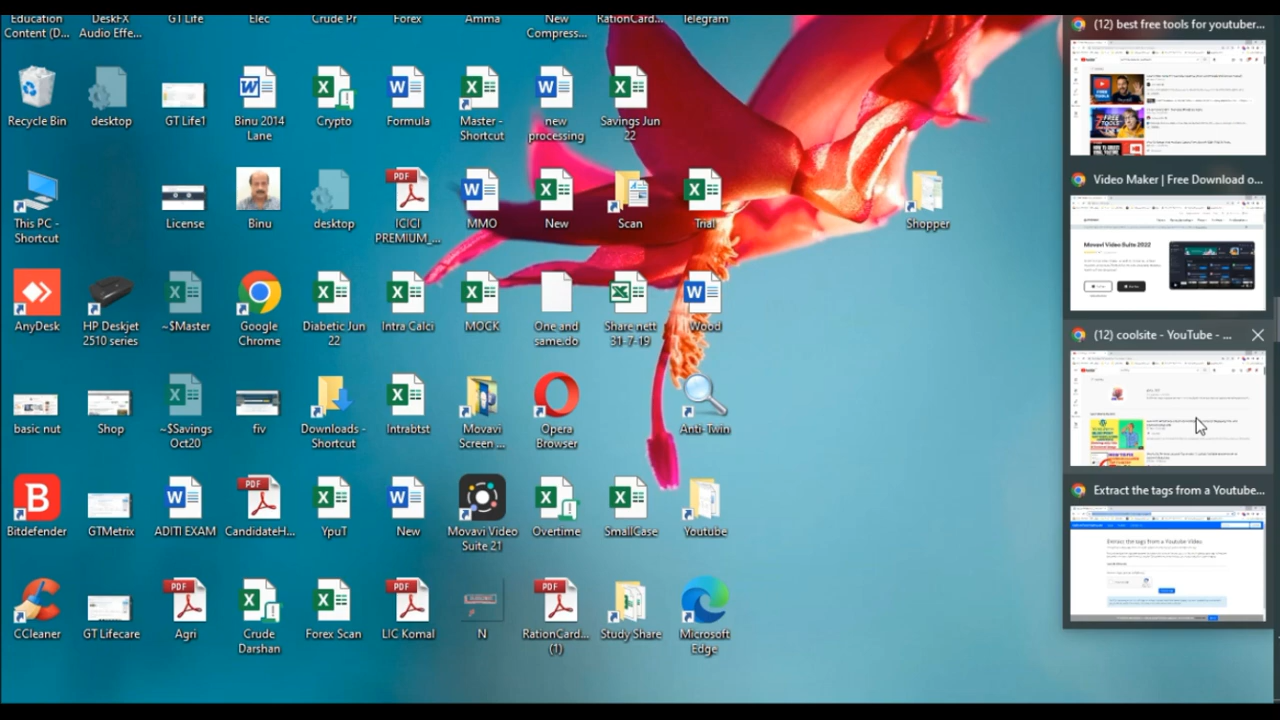 Education
Content (D...
DeskFX
Audio Effe...
GT Life
Elec
Crude Pr
Forex
Amma
New
Compress...
RationCard...
Telegram
Recycle Bin
desktop
GT Life1
Binu 2014
Lane
Crypto
rmula
Shortcut
new
processing
Savings Jun
22
This PC -
Shortcut
License
Binu
desktop
ICICI
PREMIUM_...
New
Scan
Trial
Shopper
AnyDesk
HP Deskjet
2510 series
~$Master
Google
Chrome
Diabetic Jun
22
Intra Calci
MOCK
One and
same.do
Share nett
31-7-19
Wood
basic nut
Shop
~$Savings
Oct20
fiv
Downloads -
Shortcut
rrabtst
Movavi
Screen ...
Opera
Browser
Anti-Twin
Bitdefender
GTMetrix
ADITI EXAM
CandidateH...
YpuT
New
Movavi Video
Suite 21
Overtime
SmallCase
Youtube
CCleaner
GT Lifecare
Agri
Crude
Darshan
Forex Scan
LIC Komal
N
RationCard...
(1)
Study Share
Microsoft
Edge
(12) best free tools for youtuber...
FREE
TOOLS
FREE
TOOLS
Video Maker | Free Download o...
Movavi Video Suite 2022
(12) coolsite - YouTube - ...
Extract the tags from a Youtube...
Extract the tags from a Youtube Video